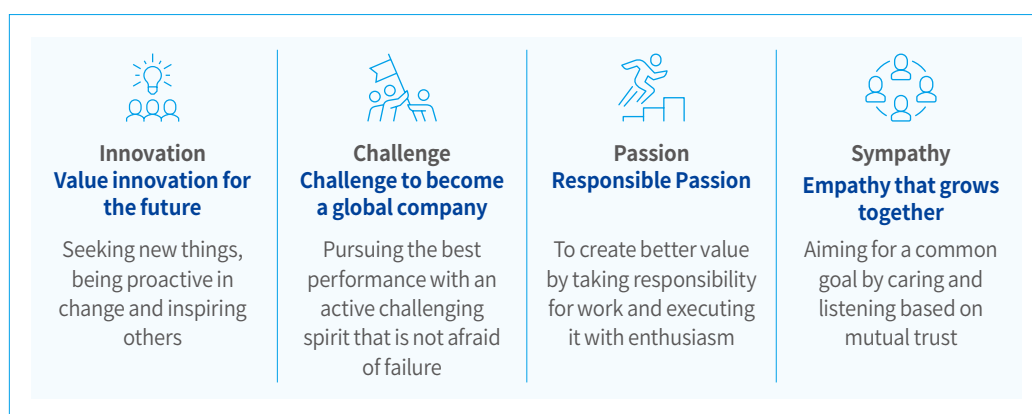 Innovation
Value innovation for
the future
Seeking new things,
being proactive in
change and inspiring
others
Challenge
Challenge to become
a global company
Pursuing the best
performance with an
active challenging
spirit that is not afraid
of failure
Passion
Responsible Passion
To create better value
by taking responsibility
for work and executing
it with enthusiasm
Sympathy
Empathy that grows
together
Aiming for a common
goal by caring and
listening based on
mutual trust